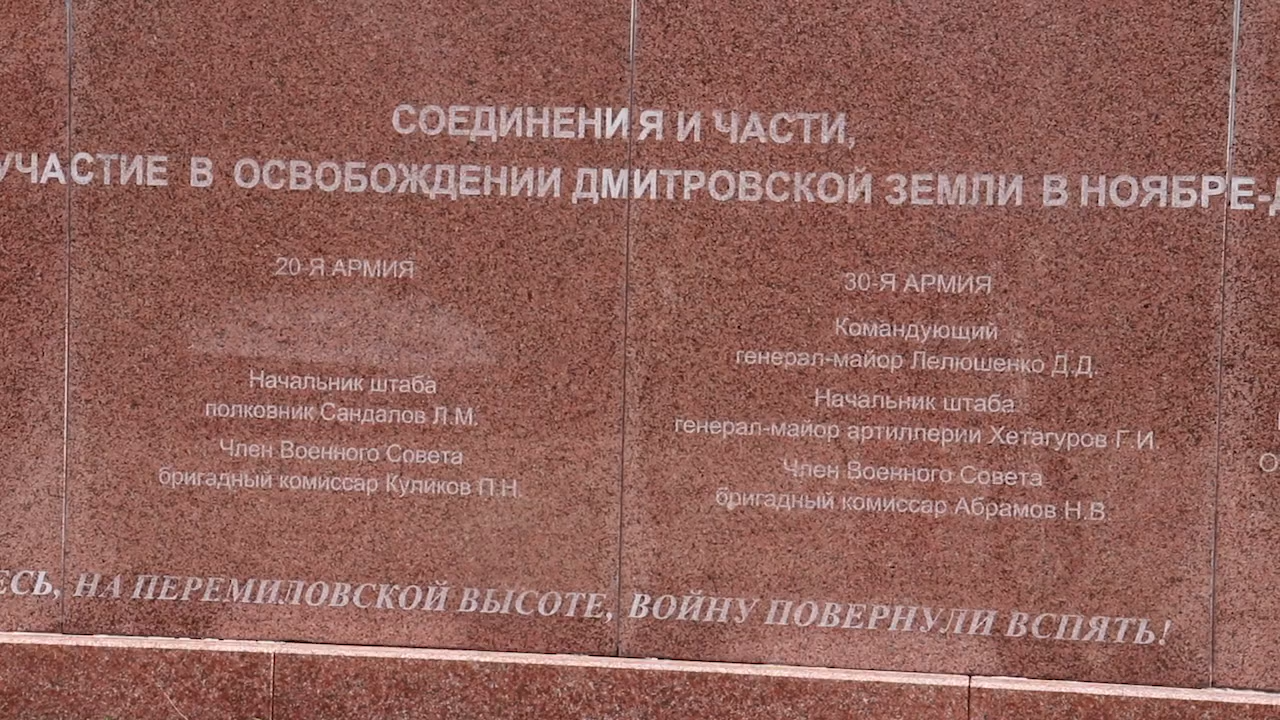 СОЕДИНЕНИЯ И ЧАСТИ,
УЧАСТИЕ В ОСВОБОЖДЕНИИ ДМИТРОВСКОЙ ЗЕМЛИ В НОЯБРЕ-
20-Я АРМИЯ
Начальник штаба
полковник Сандалов Л.М.
Член Военного Совета
бригадный комиссар Куликов П.Н.
30-Я АРМИЯ
Командующий
генерал-майор Лелюшенко Д.Д.
Начальник штаба
генерал-майор артиллерии Хетагуров Г.И.
Член Военного Совета
бригадный комиссар Абрамов Н.В.
ЕСЬ, НА ПЕРЕМИЛОВСКОЙ ВЫСОТЕ, ВОЙНУ ПОВЕРНУЛИ ВСПЯТЬ!